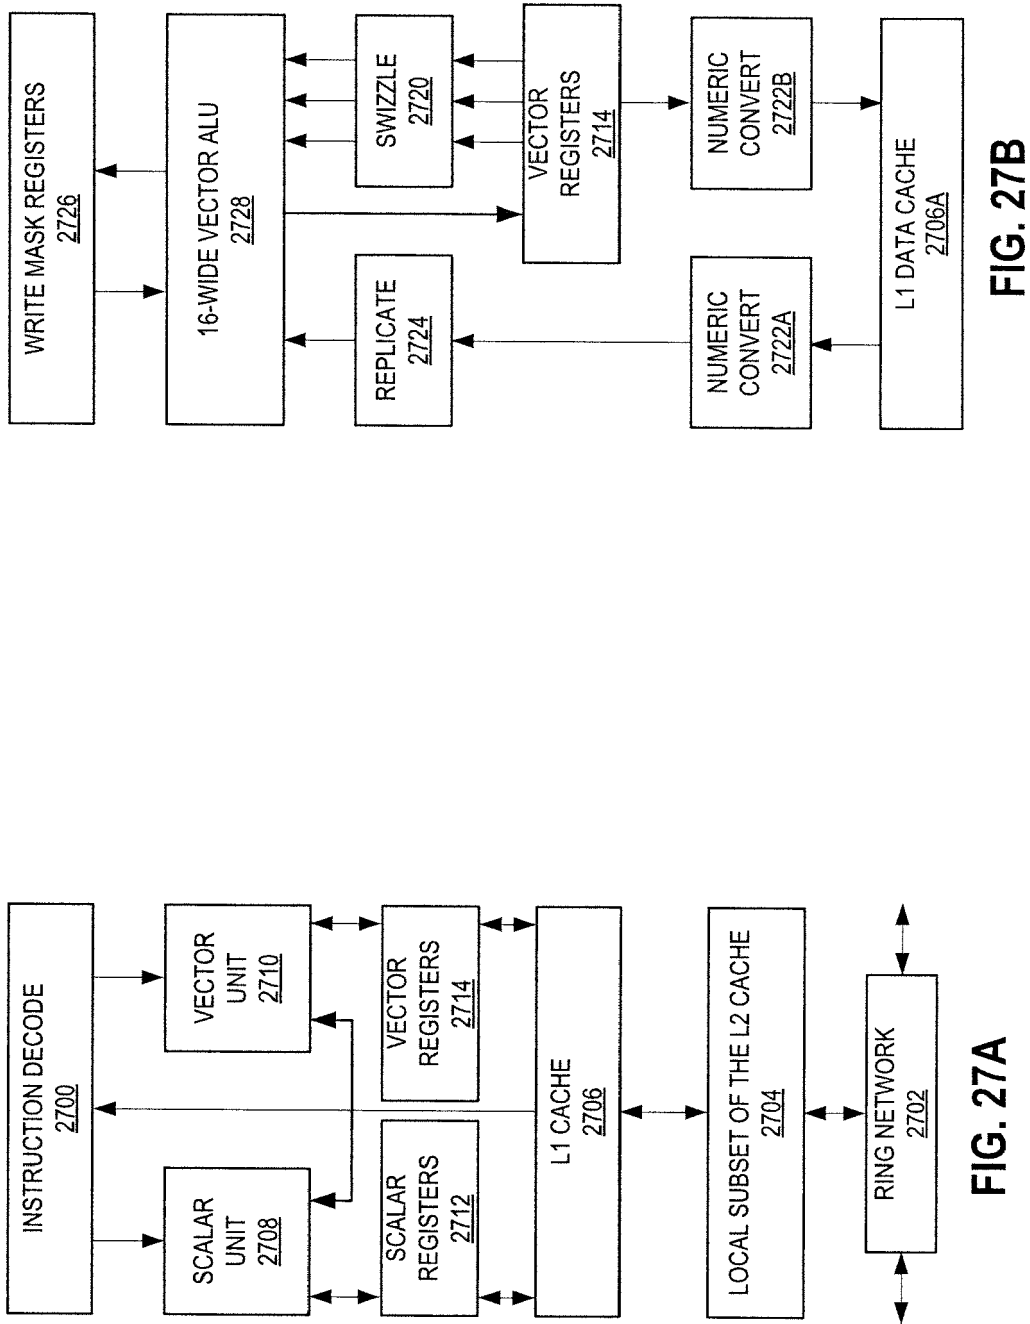 INSTRUCTION DECODE
2700
SCALAR
UNIT
2708
VECTOR
UNIT
2710
SCALAR
REGISTERS
2712
VECTOR
REGISTERS
2714
L1 CACHE
2706
LOCAL SUBSET OF THE L2 CACHE
2704
RING NETWORK
2702
FIG. 27A
WRITE MASK REGISTERS
2726
16-WIDE VECTOR ALU
2728
REPLICATE
2724
SWIZZLE
2720
VECTOR
REGISTERS
2714
NUMERIC
CONVERT
2722A
NUMERIC
CONVERT
2722B
L1 DATA CACHE
2706A
FIG. 27B